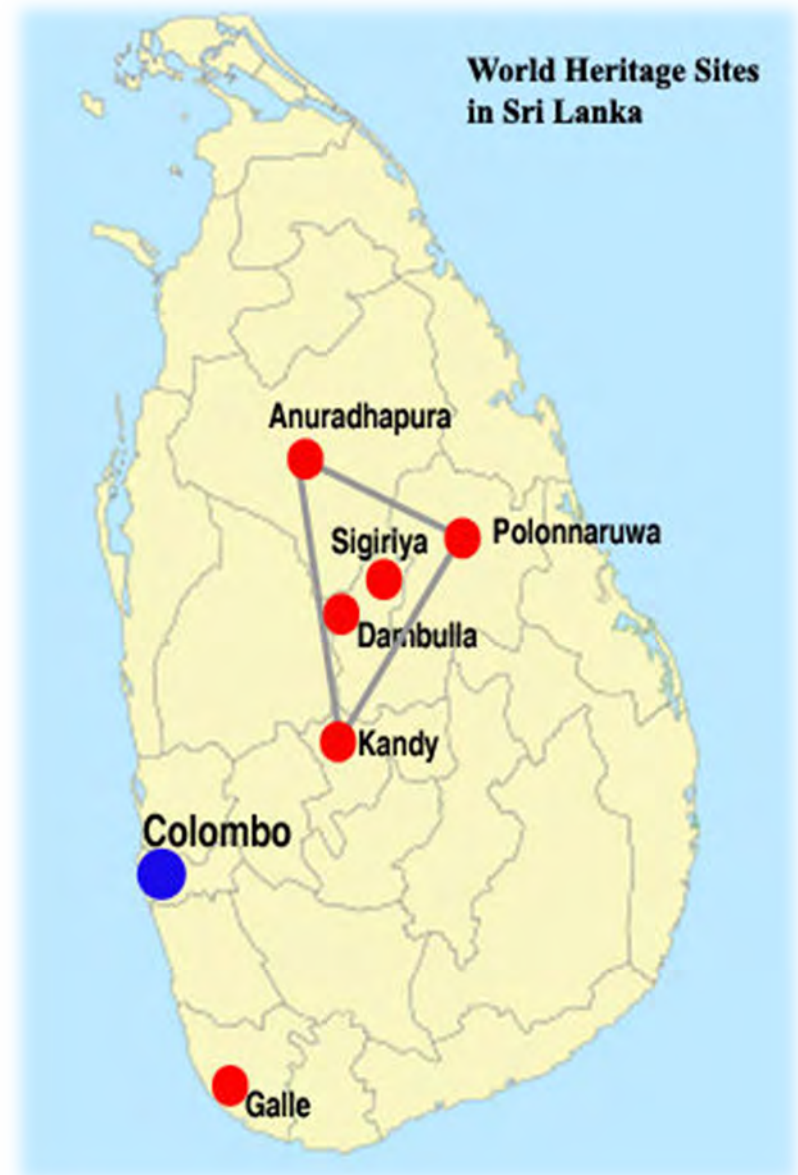 World Heritage Sites
in Sri Lanka
Anuradhapura
Polonnaruwa
Sigiriya
Dambulla
Kandy
Colombo
Galle